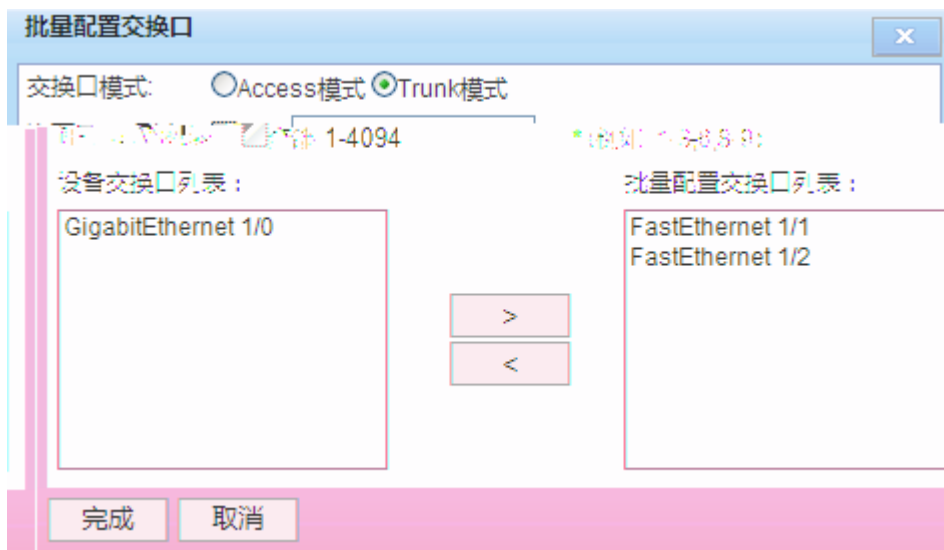 批量配置交换口
交换口模式: Access模式 Trunk模式
1-4094
设备交换口列表：
批量配置交换口列表：
GigabitEthernet 1/0
FastEthernet 1/1
FastEthernet 1/2
>
<
完成
取消